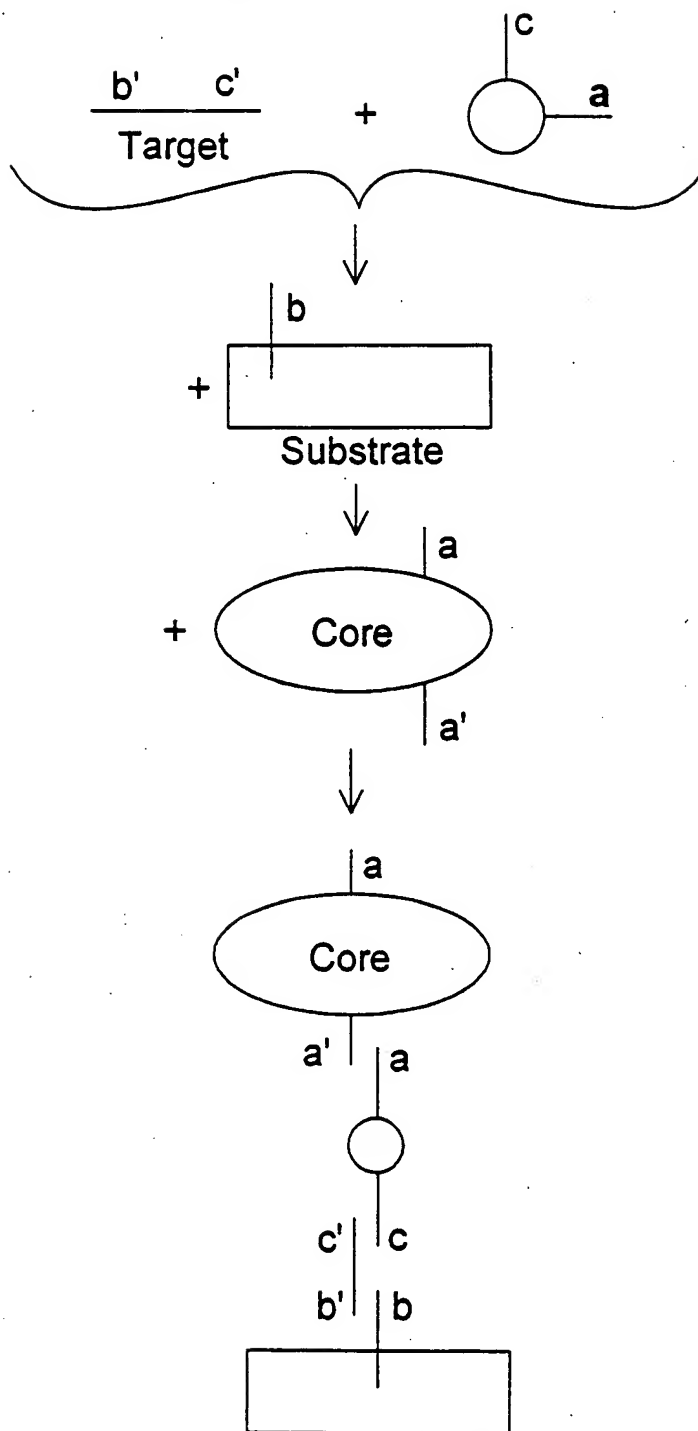 c
b' c' + a
Target
b
+
Substrate
a
+ Core
a'
a
Core
a' a
c' c
b' b